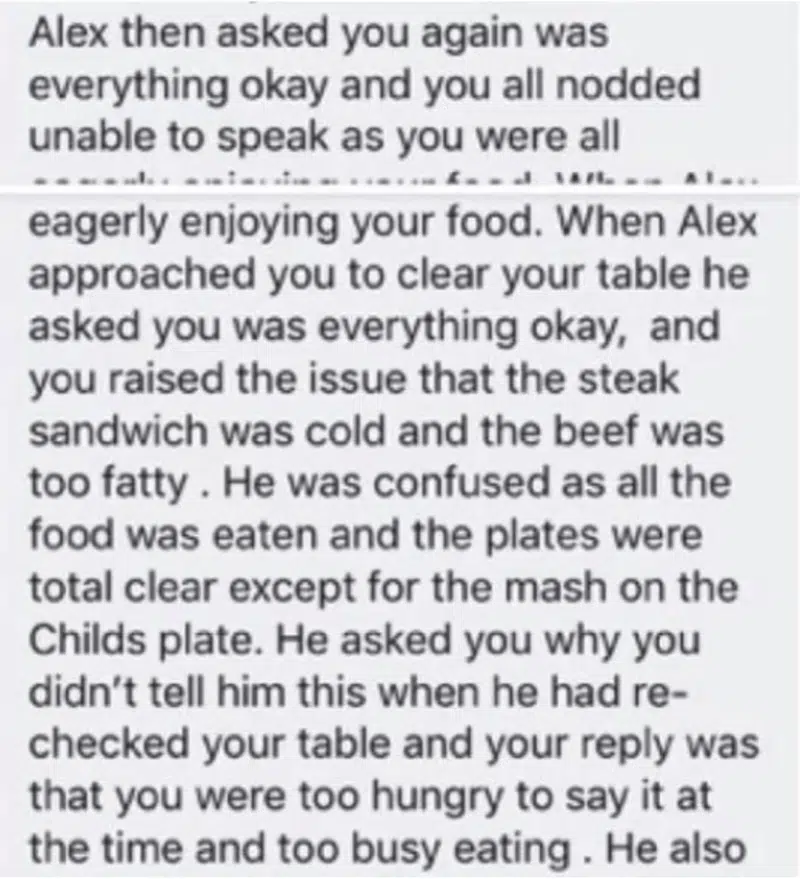 Alex then asked you again was
everything okay and you all nodded
unable to speak as you were all
eagerly enjoying your food. When Alex
approached you to clear your table he
asked you was everything okay,  and
you raised the issue that the steak
sandwich was cold and the beef was
too fatty . He was confused as all the
food was eaten and the plates were
total clear except for the mash on the
Childs plate. He asked you why you
didn't tell him this when he had re-
checked your table and your reply was
that you were too hungry to say it at
the time and too busy eating . He also